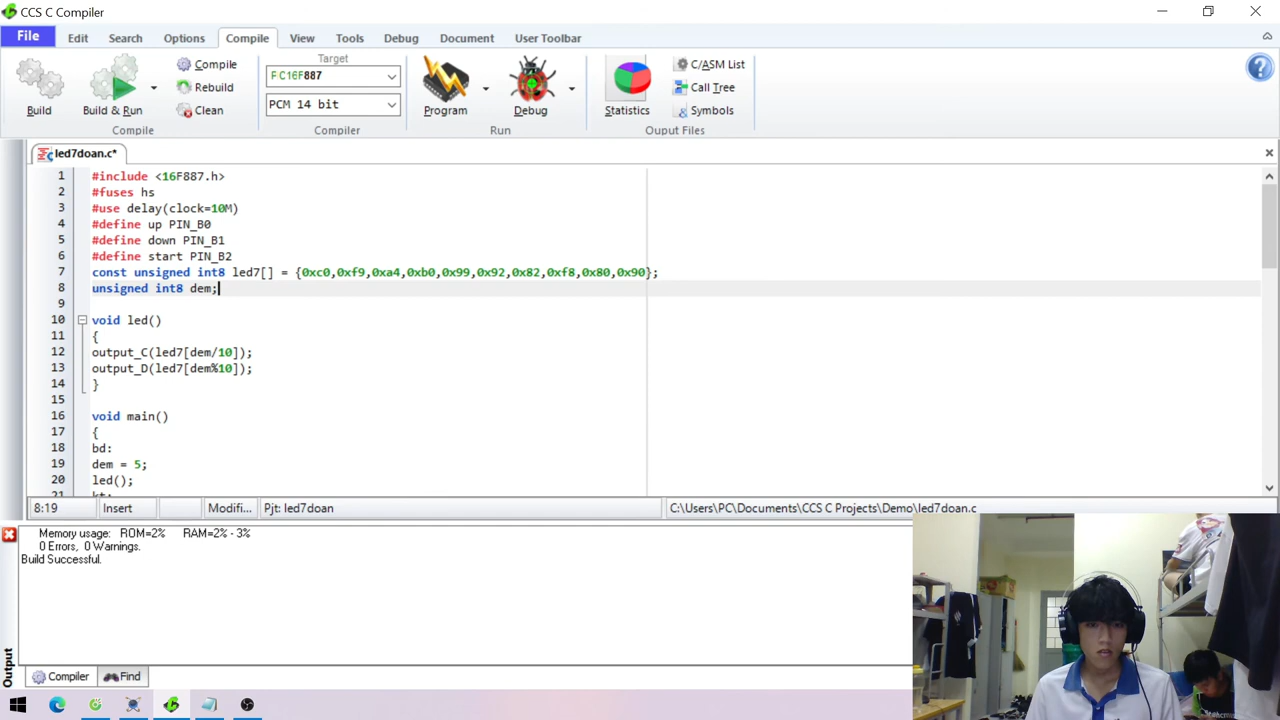 CCS C Compiler
File Edit Search Options Compile View Tools Debug Document User Toolbar
Build
Build & Run
Compile
Rebuild
Clean
Compile
Target
PIC16F887
PCM 14 bit
Compiler
Program
Debug
Run
Statistics
C/ASM List
Call Tree
Symbols
Ouput Files
led7doan.c*
1 #include <16F887.h>
2 #fuses hs
3 #use delay(clock=10M)
4 #define up PIN_B0
5 #define down PIN_B1
6 #define start PIN_B2
7 const unsigned int8 led7[] = {0xc0,0xf9,0xa4,0xb0,0x99,0x92,0x82,0xf8,0x80,0x90};
8 unsigned int8 dem;
9
10 void led()
11 {
12 output_C(led7[dem/10]);
13 output_D(led7[dem%10]);
14 }
15
16 void main()
17 {
18 bd:
19 dem = 5;
20 led();
21 kt:
8:19 Insert Modifi... Pjt: led7doan C:\Users\PC\Documents\CCS C Projects\Demo\led7doan.c
Memory usage: ROM=2% RAM=2% - 3%
0 Errors, 0 Warnings.
Build Successful.
Output
Compiler Find